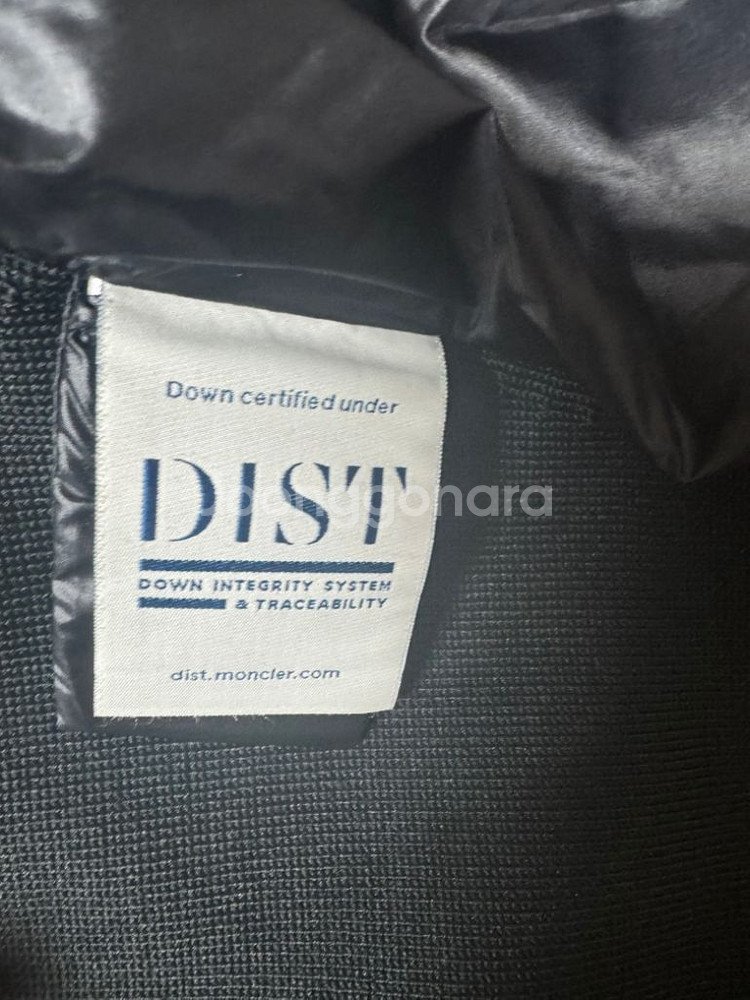 Down certified under
DIST
DOWN INTEGRITY SYSTEM
& TRACEABILITY
dist.moncler.com